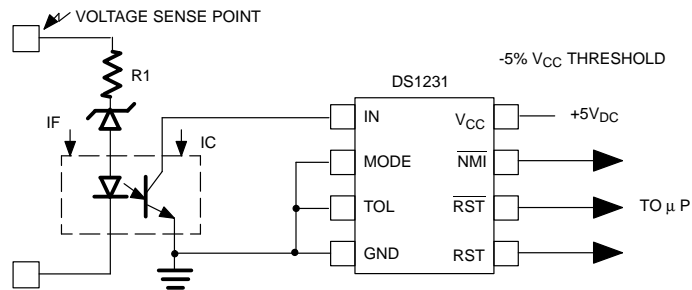 VOLTAGE SENSE POINT
R1
-5% VCC THRESHOLD
DS1231
IF
IC
IN
VCC
+5VDC
MODE
NMI
TOL
RST
TO μ P
GND
RST